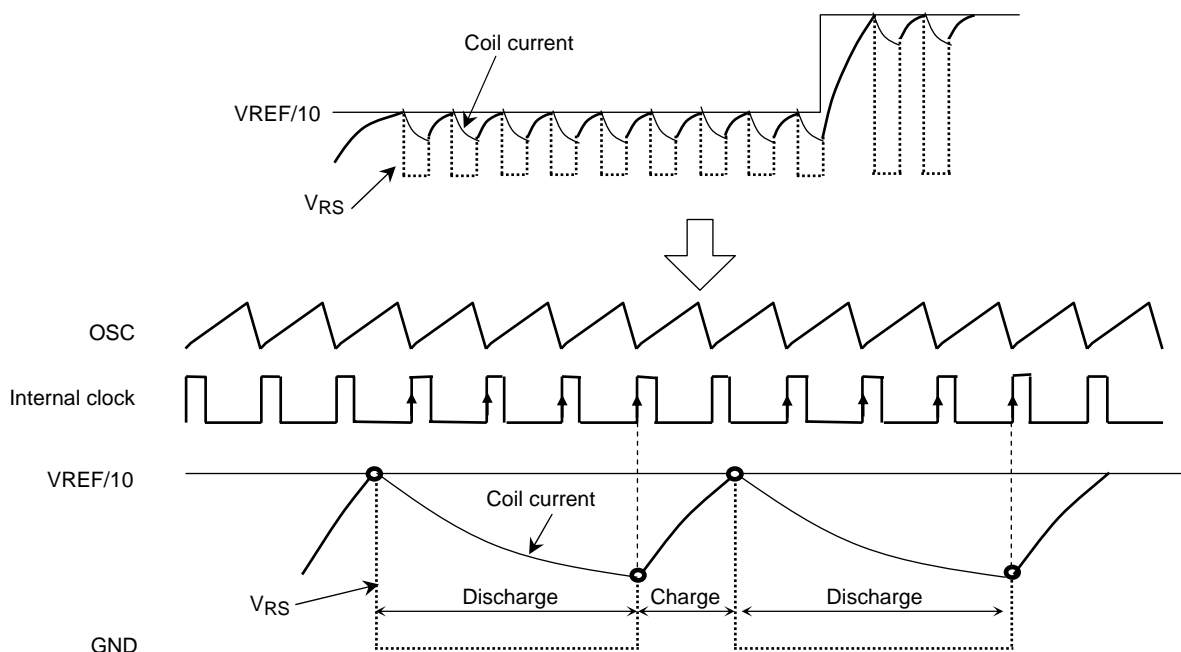 Coil current
VREF/10
VRS
OSC
Internal clock
VREF/10
Coil current
VRS
Discharge
Charge
Discharge
GND